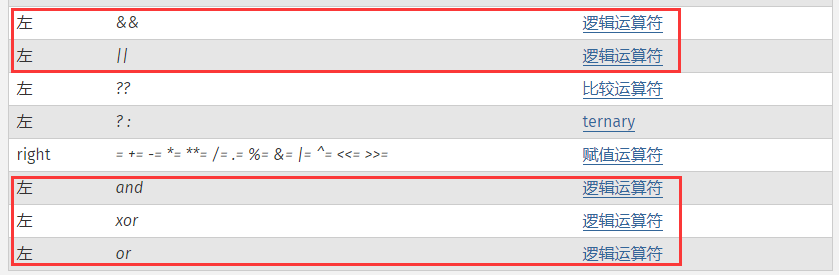 左 && 逻辑运算符
左 || 逻辑运算符
左 ?? 比较运算符
左 ? : ternary
right = += -= *= **= /= .= %= &= |= ^= <<= >>= 赋值运算符
左 and 逻辑运算符
左 xor 逻辑运算符
左 or 逻辑运算符